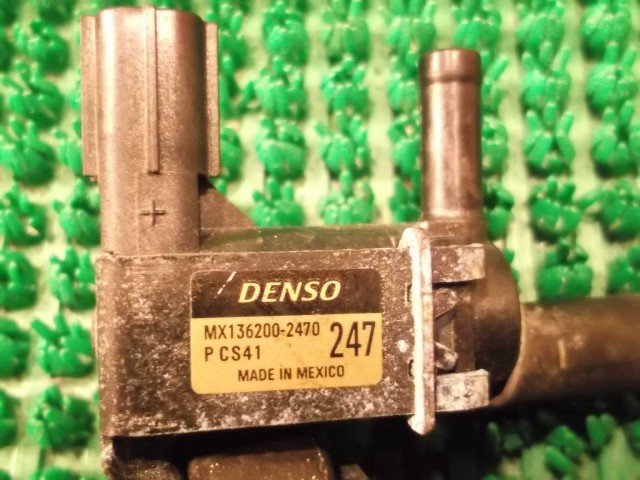 +
DENSO
MX136200-2470
P CS41 247
MADE IN MEXICO